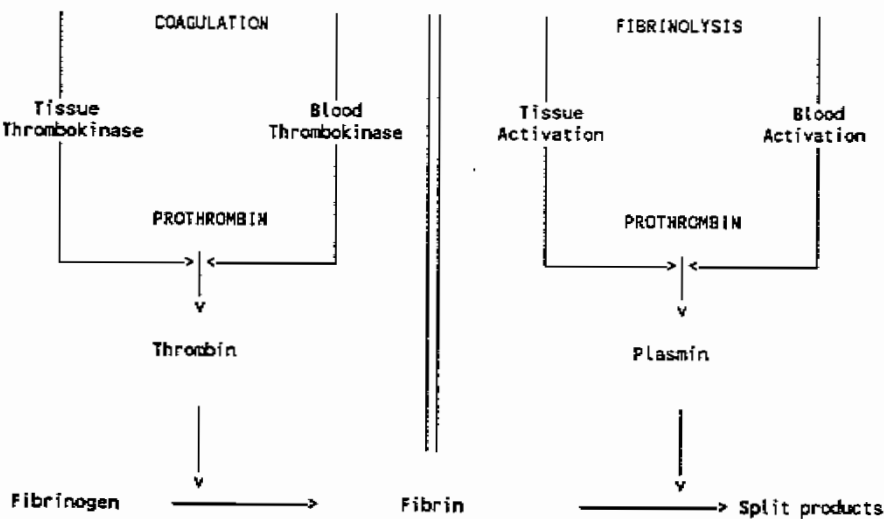 COAGULATION
FIBRINOLYSIS
Tissue
Thrombokinase
Blood
Thrombokinase
Tissue
Activation
Blood
Activation
PROTHROMBIN
PROTHROMBIN
Thrombin
Plasmin
Fibrinogen
Fibrin
Split products